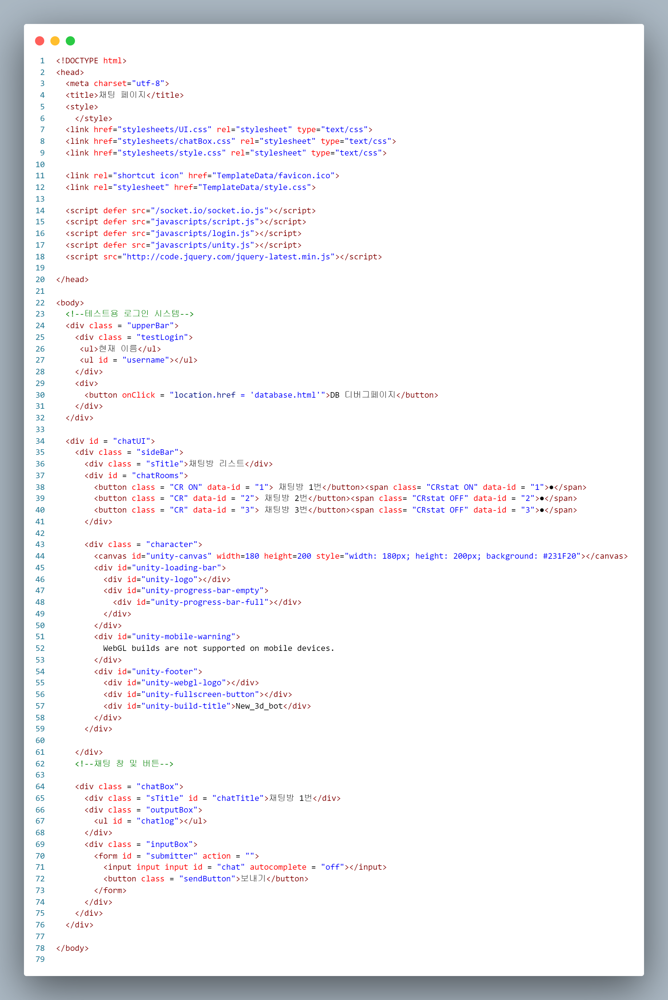 1 <!DOCTYPE html>
2 <head>
3   <meta charset="utf-8">
4   <title>채팅 페이지</title>
5   <style>
6     </style>
7   <link href="stylesheets/UI.css" rel="stylesheet" type="text/css">
8   <link href="stylesheets/chatBox.css" rel="stylesheet" type="text/css">
9   <link href="stylesheets/style.css" rel="stylesheet" type="text/css">
10
11   <link rel="shortcut icon" href="TemplateData/favicon.ico">
12   <link rel="stylesheet" href="TemplateData/style.css">
13
14   <script defer src="/socket.io/socket.io.js"></script>
15   <script defer src="javascripts/script.js"></script>
16   <script defer src="javascripts/login.js"></script>
17   <script defer src="javascripts/unity.js"></script>
18   <script src="http://code.jquery.com/jquery-latest.min.js"></script>
19
20 </head>
21
22 <body>
23   <!--테스트용 로그인 시스템-->
24   <div class = "upperBar">
25     <div class = "testLogin">
26      <ul>현재 이름</ul>
27      <ul id = "username"></ul>
28     </div>
29     <div>
30       <button onClick = "location.href = 'database.html'">DB 디버그페이지</button>
31     </div>
32   </div>
33
34   <div id = "chatUI">
35     <div class = "sideBar">
36       <div class = "sTitle">채팅방 리스트</div>
37       <div id = "chatRooms">
38         <button class = "CR ON" data-id = "1"> 채팅방 1번</button><span class= "CRstat ON" data-id = "1">●</span>
39         <button class = "CR" data-id = "2"> 채팅방 2번</button><span class= "CRstat OFF" data-id = "2">●</span>
40         <button class = "CR" data-id = "3"> 채팅방 3번</button><span class= "CRstat OFF" data-id = "3">●</span>
41       </div>
42
43       <div class = "character">
44         <canvas id="unity-canvas" width=180 height=200 style="width: 180px; height: 200px; background: #231F20"></canvas>
45         <div id="unity-loading-bar">
46           <div id="unity-logo"></div>
47           <div id="unity-progress-bar-empty">
48             <div id="unity-progress-bar-full"></div>
49           </div>
50         </div>
51         <div id="unity-mobile-warning">
52           WebGL builds are not supported on mobile devices.
53         </div>
54         <div id="unity-footer">
55           <div id="unity-webgl-logo"></div>
56           <div id="unity-fullscreen-button"></div>
57           <div id="unity-build-title">New_3d_bot</div>
58         </div>
59       </div>
60
61     </div>
62     <!--채팅 창 및 버튼-->
63
64     <div class = "chatBox">
65       <div class = "sTitle" id = "chatTitle">채팅방 1번</div>
66       <div class = "outputBox">
67         <ul id = "chatlog"></ul>
68       </div>
69       <div class = "inputBox">
70         <form id = "submitter" action = "">
71           <input input input id = "chat" autocomplete = "off"></input>
72           <button class = "sendButton">보내기</button>
73         </form>
74       </div>
75     </div>
76   </div>
77
78 </body>
79